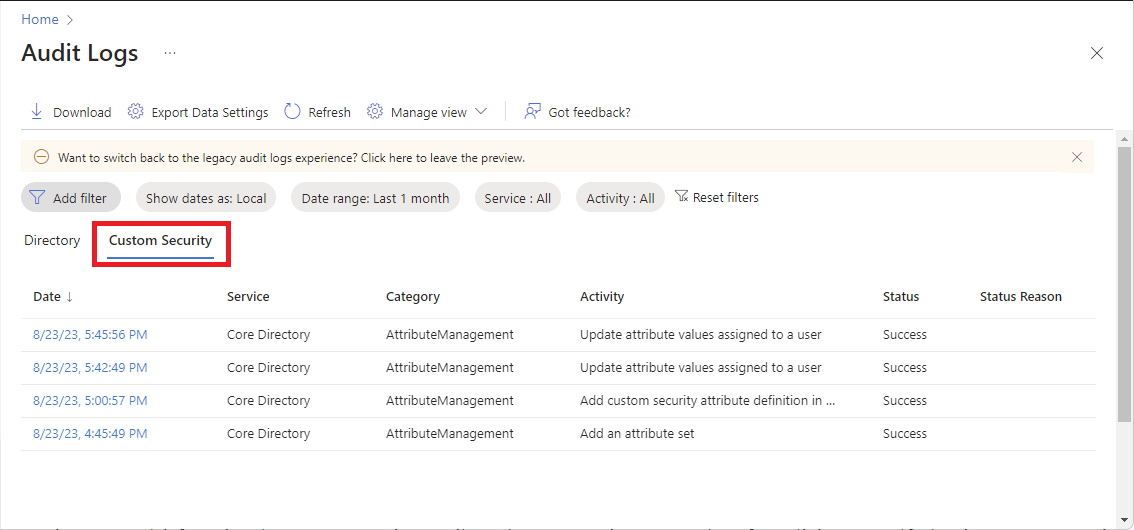 Home >
Audit Logs ...
Download Export Data Settings Refresh Manage view Got feedback?
Want to switch back to the legacy audit logs experience? Click here to leave the preview.
Add filter Show dates as: Local Date range: Last 1 month Service : All Activity : All Reset filters
Directory Custom Security
Date ↓ Service Category Activity Status Status Reason
8/23/23, 5:45:56 PM Core Directory AttributeManagement Update attribute values assigned to a user Success
8/23/23, 5:42:49 PM Core Directory AttributeManagement Update attribute values assigned to a user Success
8/23/23, 5:00:57 PM Core Directory AttributeManagement Add custom security attribute definition in ... Success
8/23/23, 4:45:49 PM Core Directory AttributeManagement Add an attribute set Success